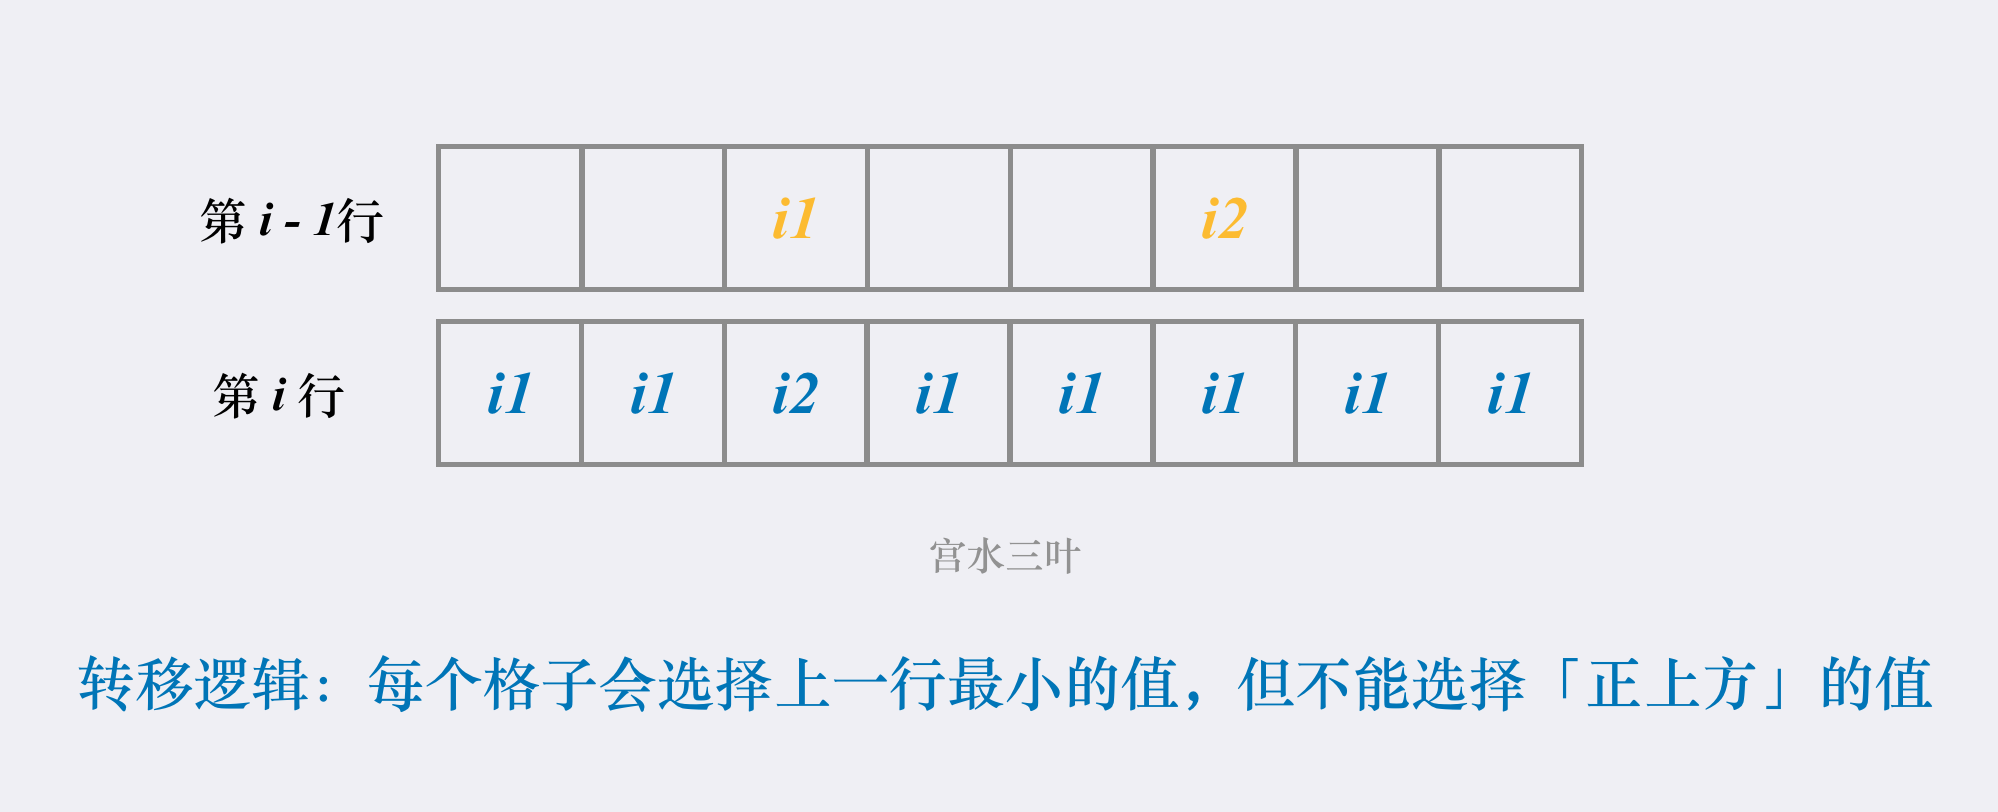 第 i - 1行 i1 i2
第 i 行 i1 i1 i2 i1 i1 i1 i1 i1
宫水三叶
转移逻辑：每个格子会选择上一行最小的值，但不能选择「正上方」的值